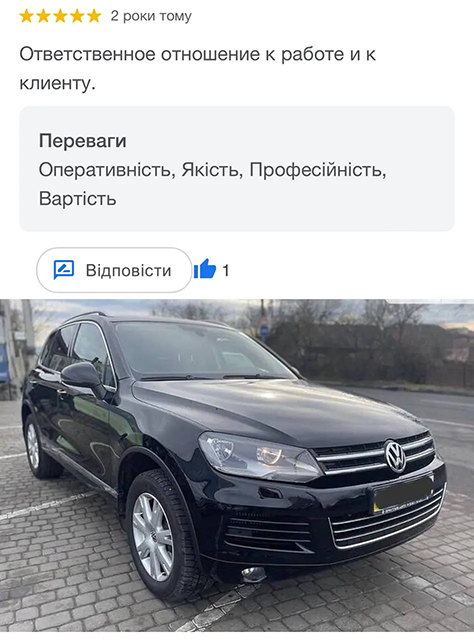 2 роки тому
Ответственное отношение к работе и к
клиенту.
Переваги
Оперативність, Якість, Професійність,
Вартість
Відповісти
1